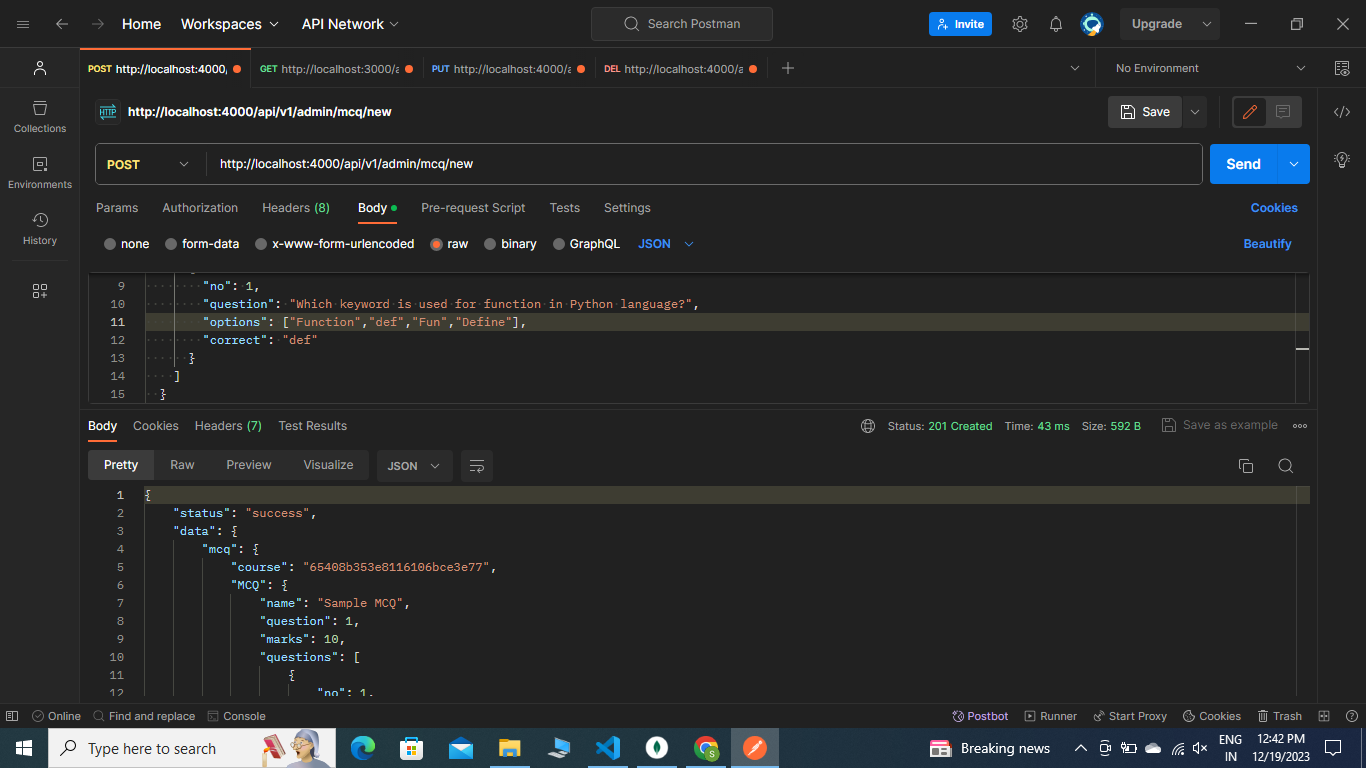 Home Workspaces API Network Search Postman Invite Upgrade
POST http://localhost:4000, GET http://localhost:3000/a PUT http://localhost:4000/a DEL http://localhost:4000/a No Environment
HTTP http://localhost:4000/api/v1/admin/mcq/new Save
Collections
POST http://localhost:4000/api/v1/admin/mcq/new Send
Environments
Params Authorization Headers (8) Body Pre-request Script Tests Settings Cookies
History
none form-data x-www-form-urlencoded raw binary GraphQL JSON Beautify
9 "no": 1,
10 "question": "Which keyword is used for function in Python language?",
11 "options": ["Function","def","Fun","Define"],
12 "correct": "def"
13 }
14 ]
15 }
Body Cookies Headers (7) Test Results Status: 201 Created Time: 43 ms Size: 592 B Save as example
Pretty Raw Preview Visualize JSON
1 {
2 "status": "success",
3 "data": {
4 "mcq": {
5 "course": "65408b353e8116106bce3e77",
6 "MCQ": {
7 "name": "Sample MCQ",
8 "question": 1,
9 "marks": 10,
10 "questions": [
11 {
12 "no": 1,
Online Find and replace Console Postbot Runner Start Proxy Cookies Trash
Type here to search S Breaking news ENG 12:42 PM
IN 12/19/2023